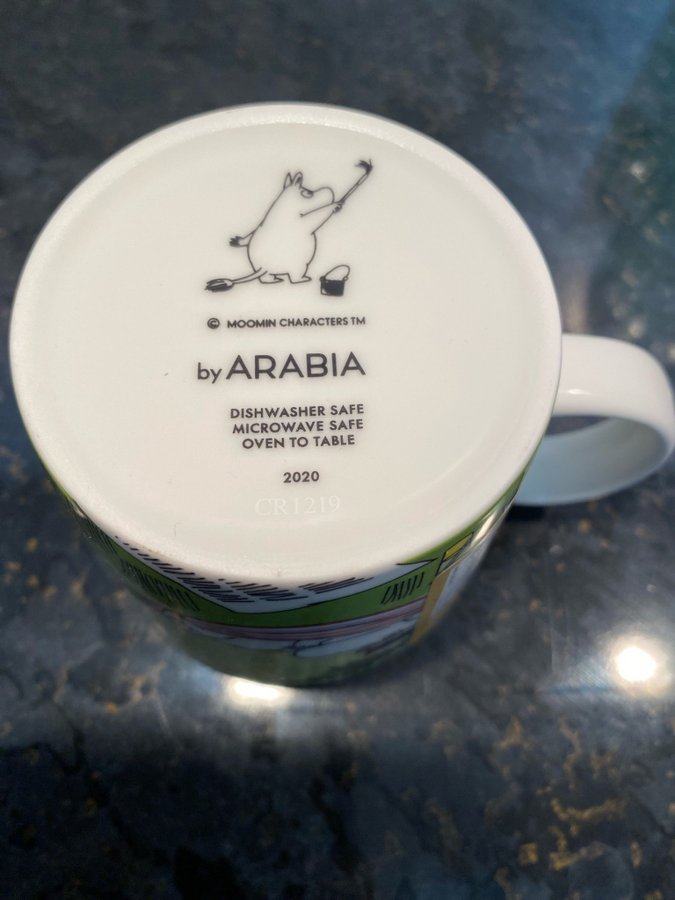 © MOOMIN CHARACTERS TM
by ARABIA
DISHWASHER SAFE
MICROWAVE SAFE
OVEN TO TABLE
2020
CR1219